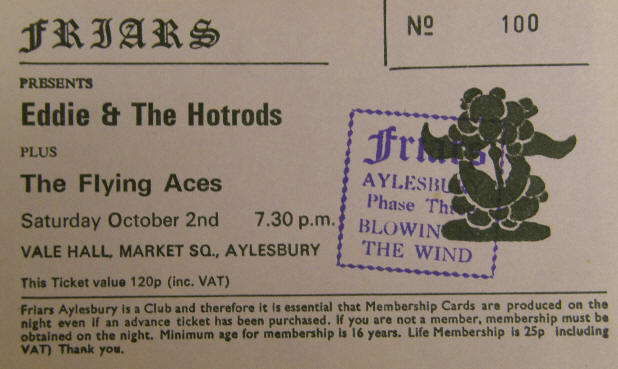 FRIARS
Nº 100
PRESENTS
Eddie & The Hotrods
PLUS
The Flying Aces
Saturday October 2nd 7.30 p.m.
VALE HALL, MARKET SQ., AYLESBURY
This Ticket value 120p (inc. VAT)
Friars
AYLESBURY
Phase
BLOWIN
THE WIND
Friars Aylesbury is a Club and therefore it is essential that Membership Cards are produced on the
night even if an advance ticket has been purchased. If you are not a member, membership must be
obtained on the night. Minimum age for membership is 16 years. Life Membership is 25p including
VAT) Thank you.